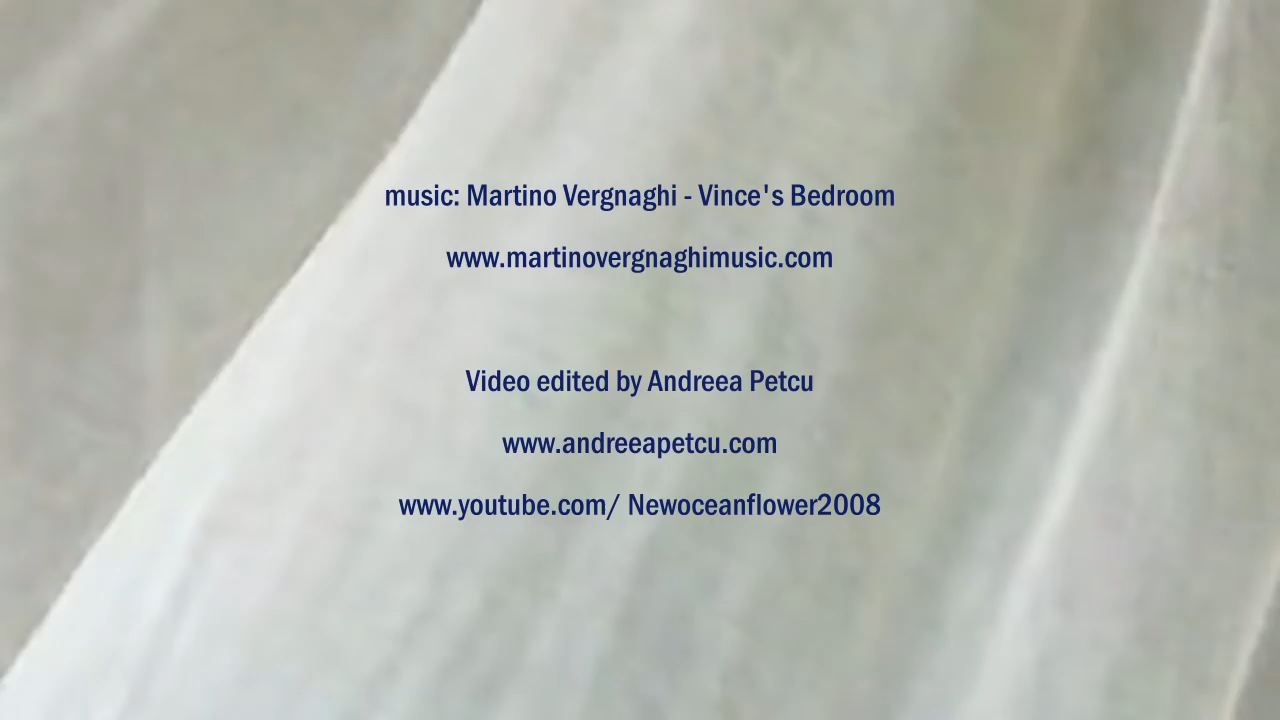 music: Martino Vergnaghi - Vince's Bedroom
www.martinovergnaghimusic.com
Video edited by Andreea Petcu
www.andreeapetcu.com
www.youtube.com/ Newoceanflower2008